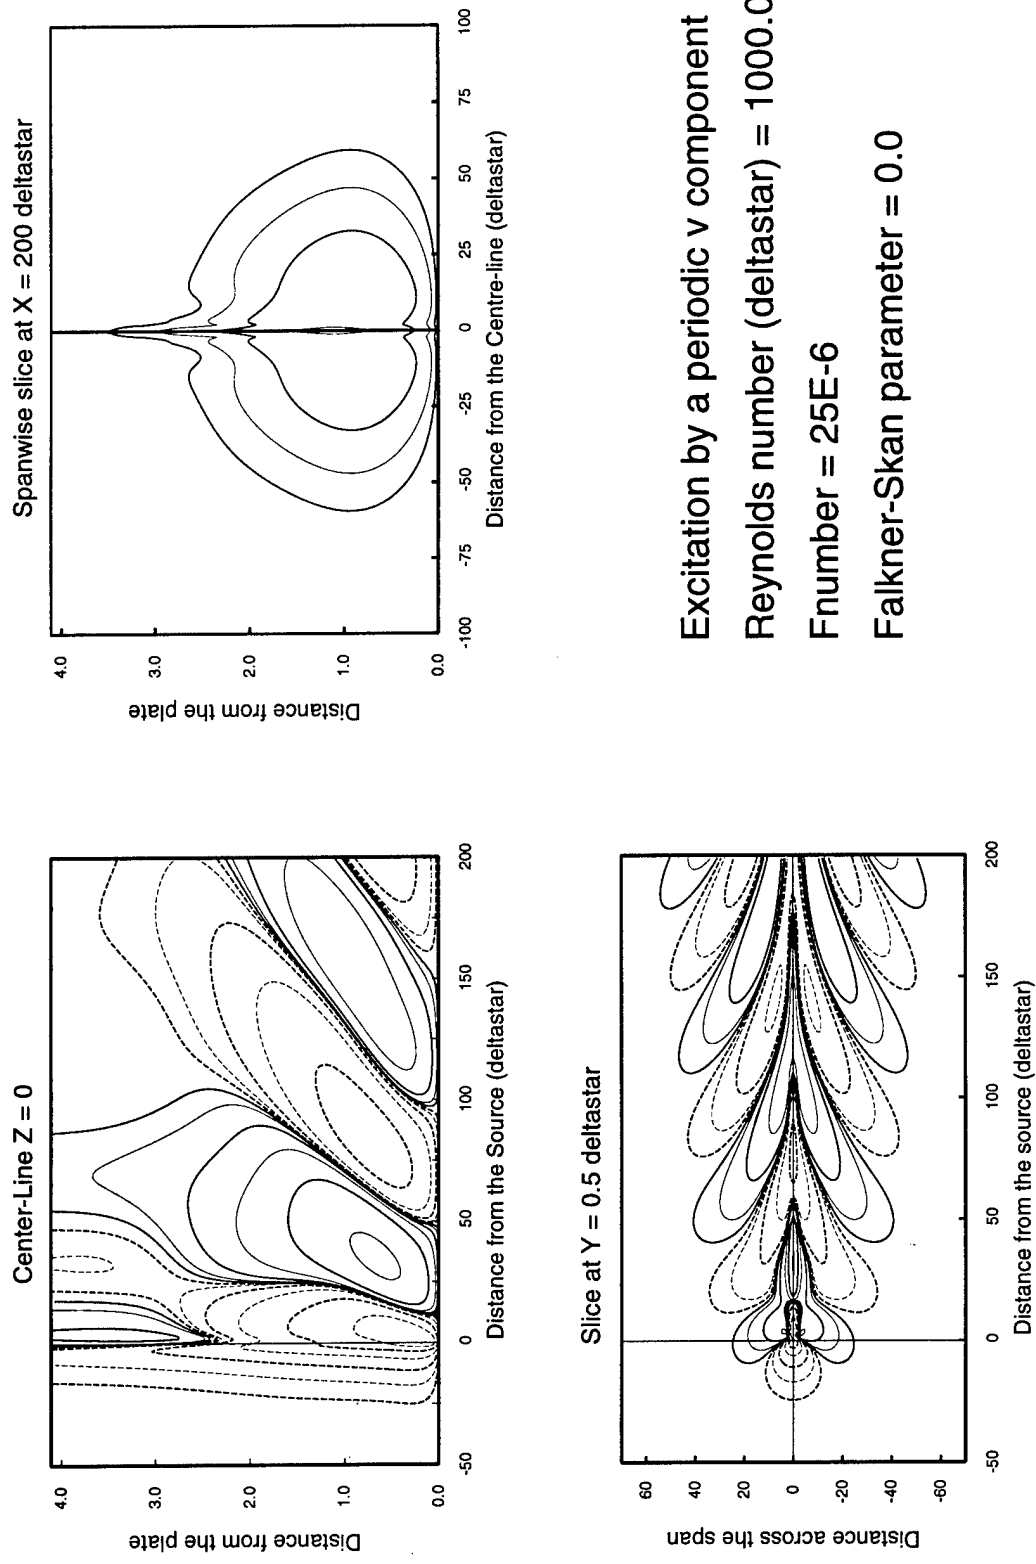 Center-Line Z = 0
Distance from the plate
4.0
3.0
2.0
1.0
0.0
-50
0
50
100
150
200
Distance from the Source (deltastar)
Spanwise slice at X = 200 deltastar
Distance from the plate
4.0
3.0
2.0
1.0
0.0
-100
-75
-50
-25
0
25
50
75
100
Distance from the Centre-line (deltastar)
Slice at Y = 0.5 deltastar
Distance across the span
60
40
20
0
-20
-40
-60
-50
0
50
100
150
200
Distance from the source (deltastar)
Excitation by a periodic v component
Reynolds number (deltastar) = 1000.0
Fnumber = 25E-6
Falkner-Skan parameter = 0.0